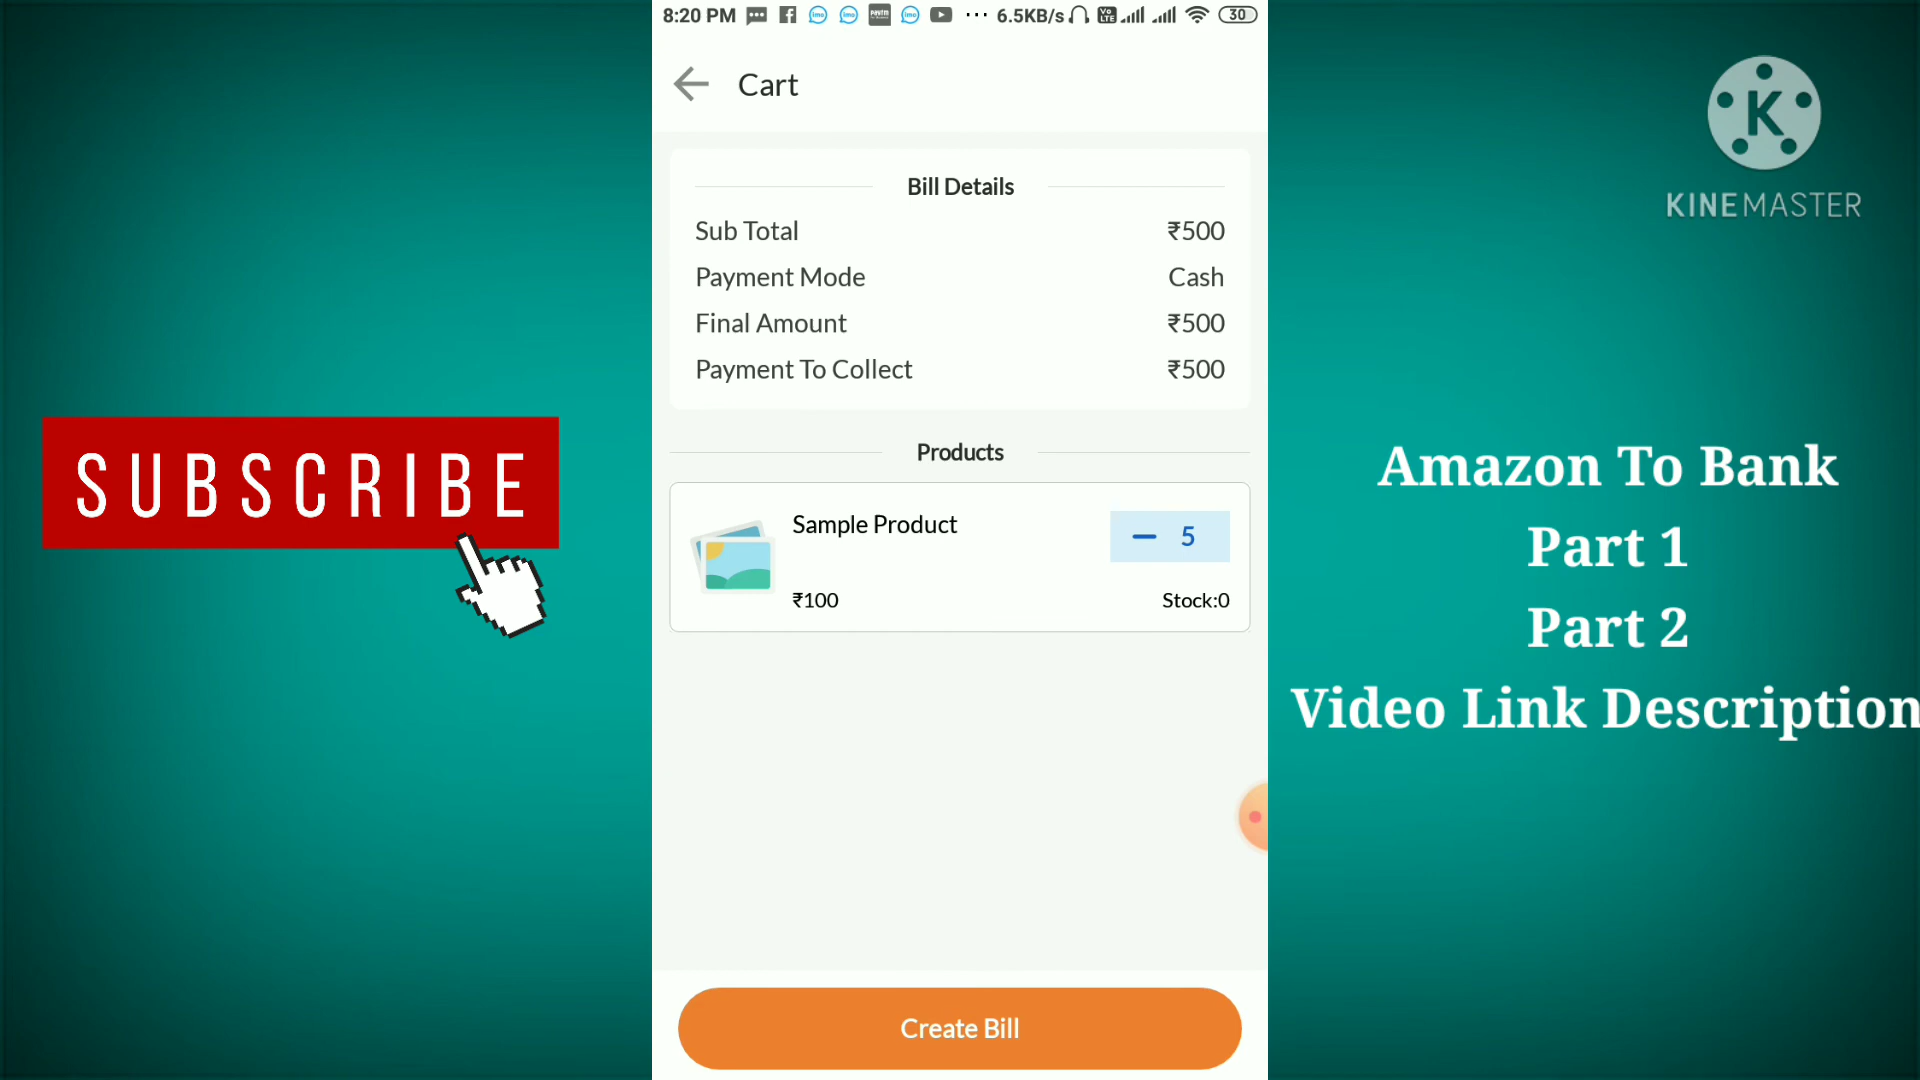 8:20 PM 6.5KB/s Vo LTE 30
Cart
Bill Details
Sub Total ₹500
Payment Mode Cash
Final Amount ₹500
Payment To Collect ₹500
Products
Sample Product
5
₹100
Stock:0
Create Bill
SUBSCRIBE
K
KINEMASTER
Amazon To Bank
Part 1
Part 2
Video Link Description